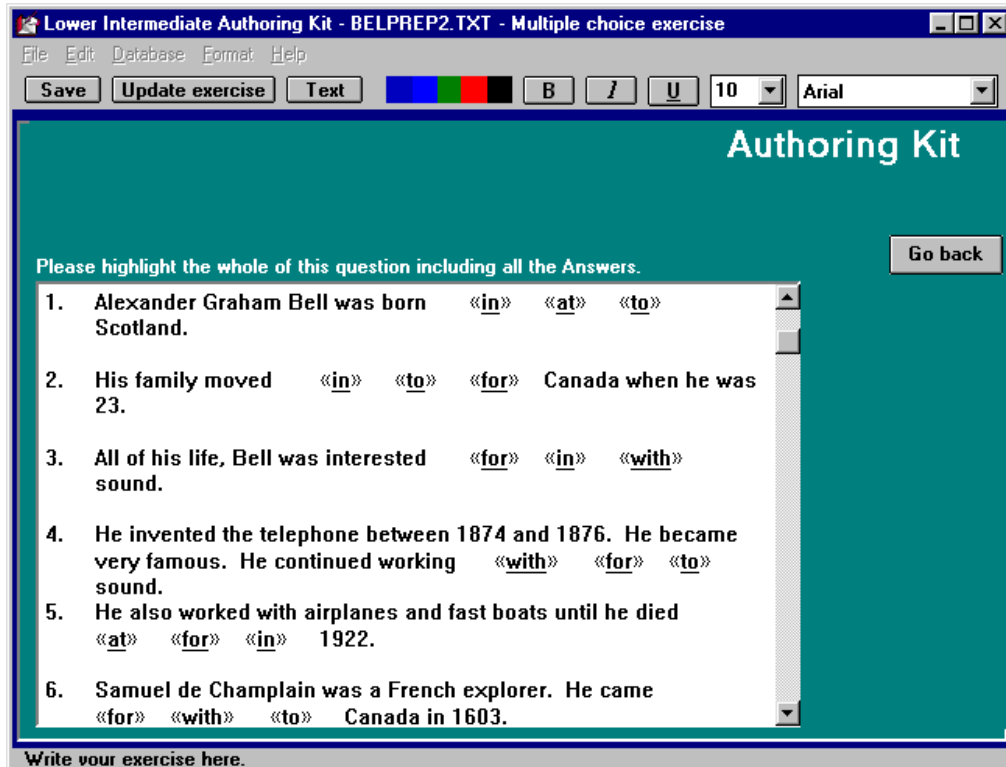 Lower Intermediate Authoring Kit - BELPREP2.TXT - Multiple choice exercise
File Edit Database Format Help
Save Update exercise Text B I U 10 Arial
Authoring Kit
Go back
Please highlight the whole of this question including all the Answers.
1. Alexander Graham Bell was born «in» «at» «to»
Scotland.
2. His family moved «in» «to» «for» Canada when he was
23.
3. All of his life, Bell was interested «for» «in» «with»
sound.
4. He invented the telephone between 1874 and 1876. He became
very famous. He continued working «with» «for» «to»
sound.
5. He also worked with airplanes and fast boats until he died
«at» «for» «in» 1922.
6. Samuel de Champlain was a French explorer. He came
«for» «with» «to» Canada in 1603.
Write your exercise here.